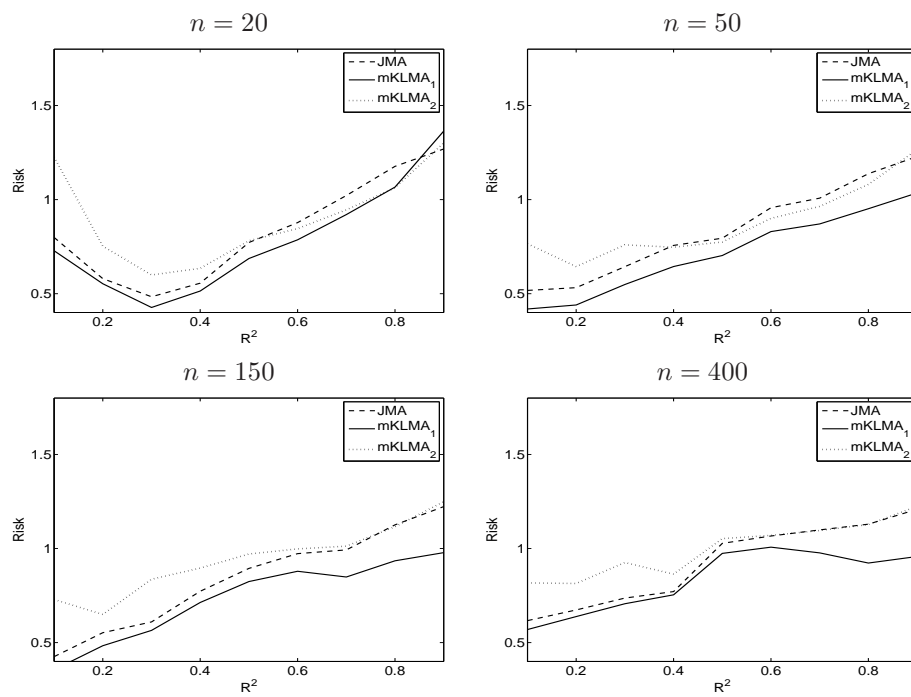 n = 20
JMA
mKLMA₁
mKLMA₂
1.5
1
0.5
Risk
0.2
0.4
0.6
0.8
R²
n = 50
JMA
mKLMA₁
mKLMA₂
1.5
1
0.5
Risk
0.2
0.4
0.6
0.8
R²
n = 150
JMA
mKLMA₁
mKLMA₂
1.5
1
0.5
Risk
0.2
0.4
0.6
0.8
R²
n = 400
JMA
mKLMA₁
mKLMA₂
1.5
1
0.5
Risk
0.2
0.4
0.6
0.8
R²